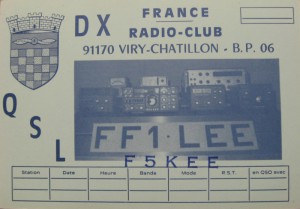 DX FRANCE
RADIO-CLUB
91170 VIRY-CHATILLON - B.P. 06
QSL
FF1·LEE
F5KEE
Station Date Heure Bande Mode R.S.T. en QSO avec